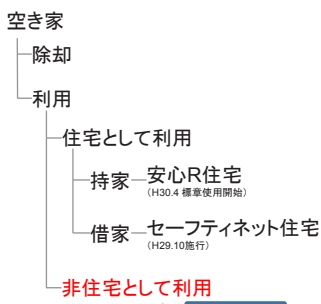 空き家
除却
利用
住宅として利用
持家
安心R住宅
（H30.4 標章使用開始）
借家
セーフティネット住宅
（H29.10施行）
非住宅として利用